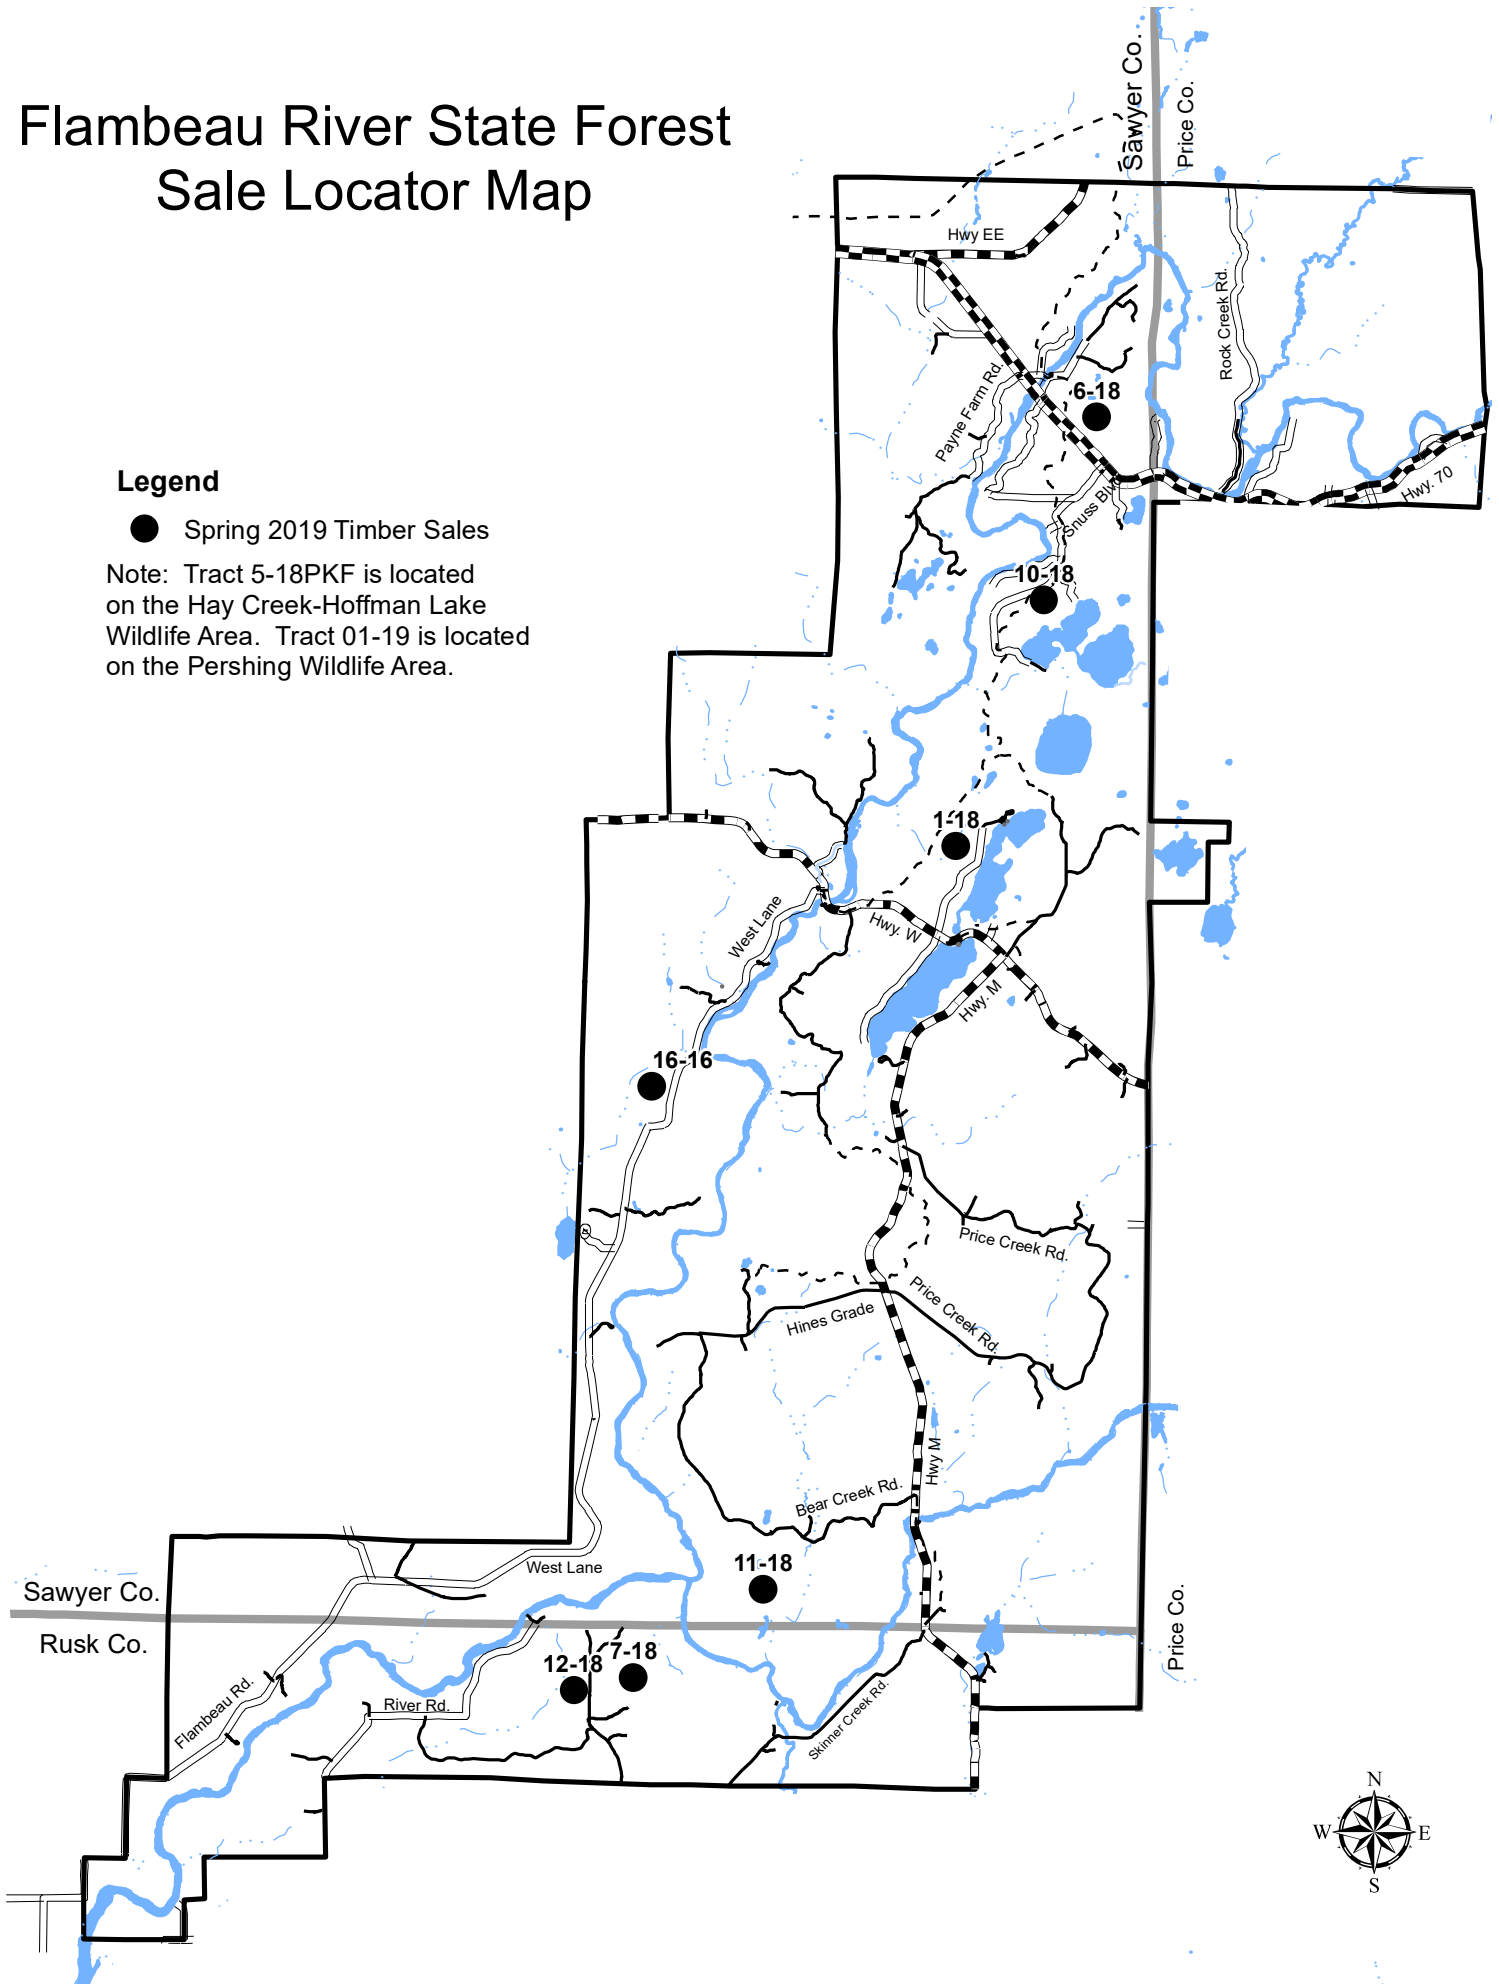 Flambeau River State Forest
Sale Locator Map
Sawyer Co.
Price Co.
Hwy EE
Rock Creek Rd.
Payne Farm Rd.
6-18
Hwy. 70
Snuss Blvd
Legend
Spring 2019 Timber Sales
Note: Tract 5-18PKF is located
on the Hay Creek-Hoffman Lake
Wildlife Area. Tract 01-19 is located
on the Pershing Wildlife Area.
10-18
1-18
West Lane
Hwy. W
Hwy. M
16-16
Price Creek Rd.
Price Creek Rd.
Hines Grade
Hwy M
Bear Creek Rd.
11-18
West Lane
Sawyer Co.
Rusk Co.
Price Co.
12-18
7-18
Flambeau Rd.
River Rd.
Skinner Creek Rd.
N
W
E
S